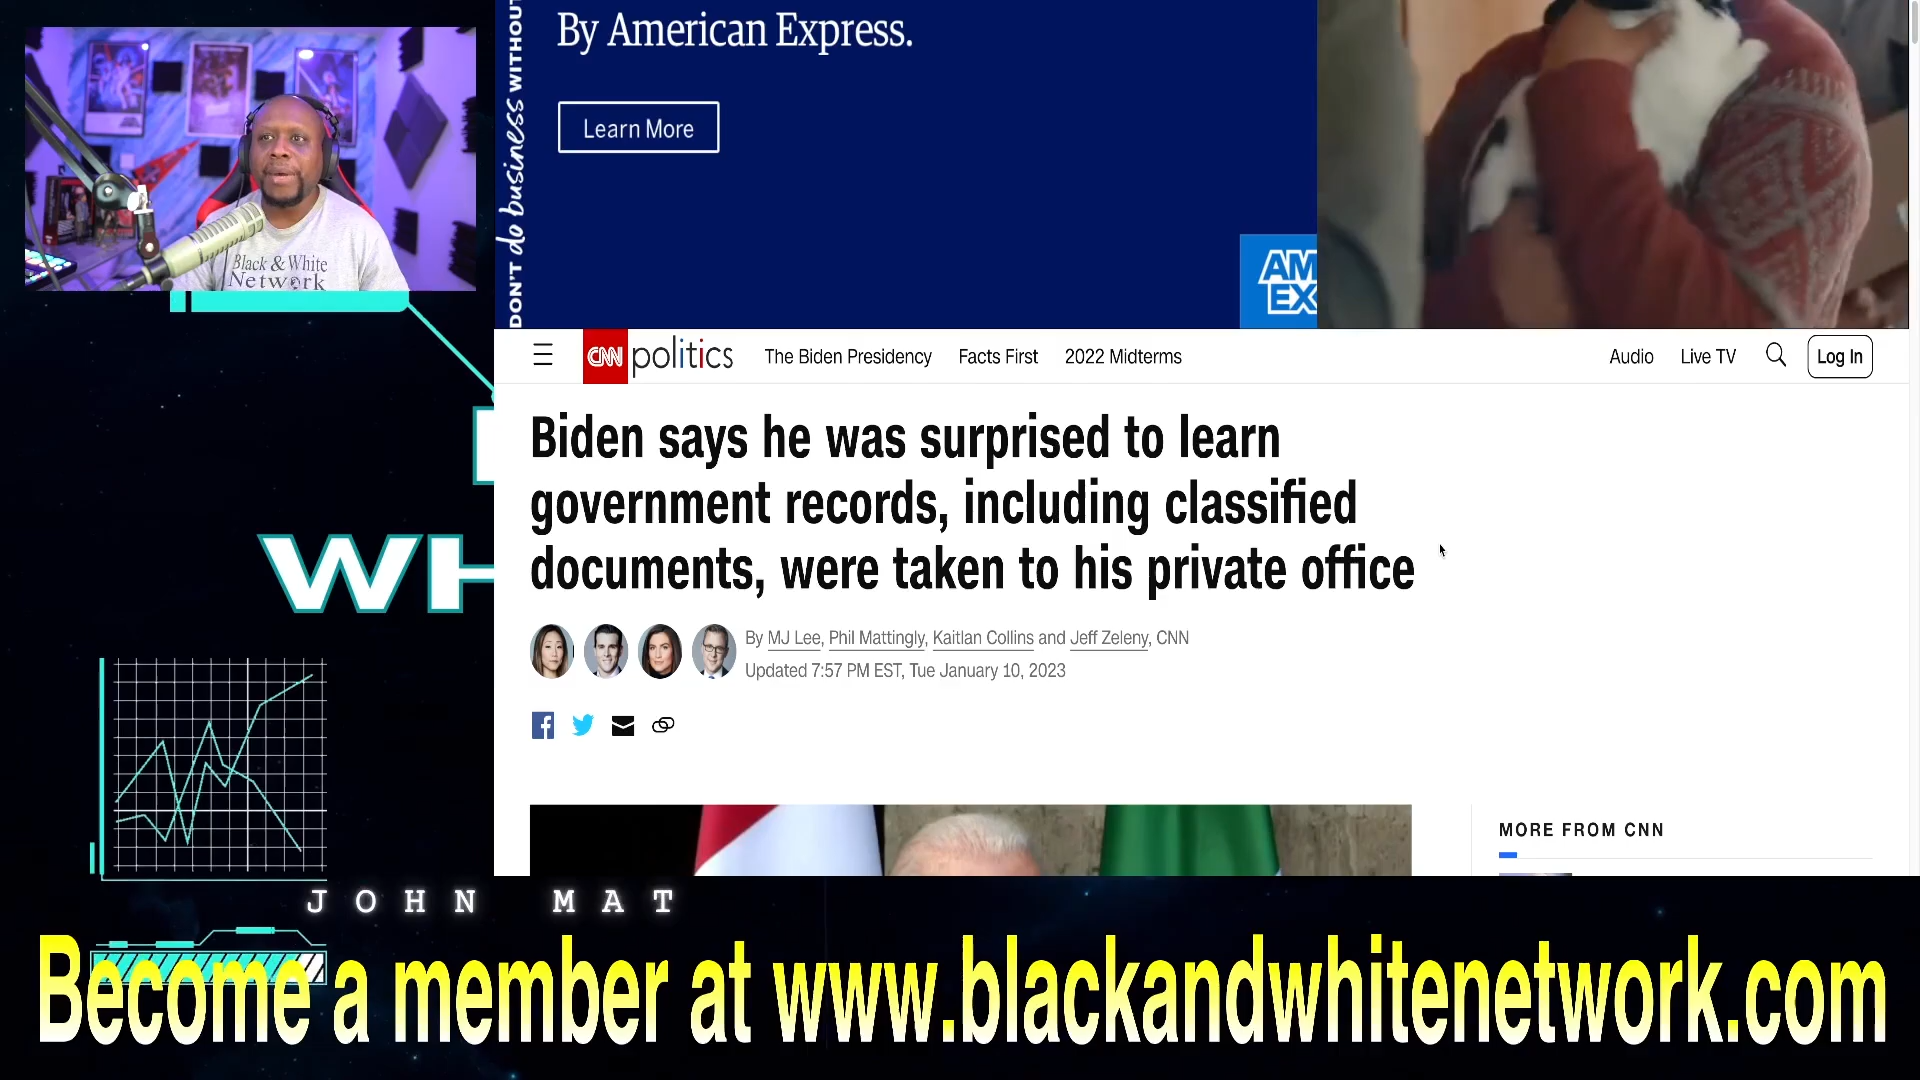 Black & White
Network
DON'T do business WITHOUT
By American Express.
Learn More
AM
EX
CNN politics The Biden Presidency Facts First 2022 Midterms Audio Live TV Log In
Biden says he was surprised to learn
government records, including classified
documents, were taken to his private office
By MJ Lee, Phil Mattingly, Kaitlan Collins and Jeff Zeleny, CNN
Updated 7:57 PM EST, Tue January 10, 2023
MORE FROM CNN
WH
JOHN MAT
Become a member at www.blackandwhitenetwork.com